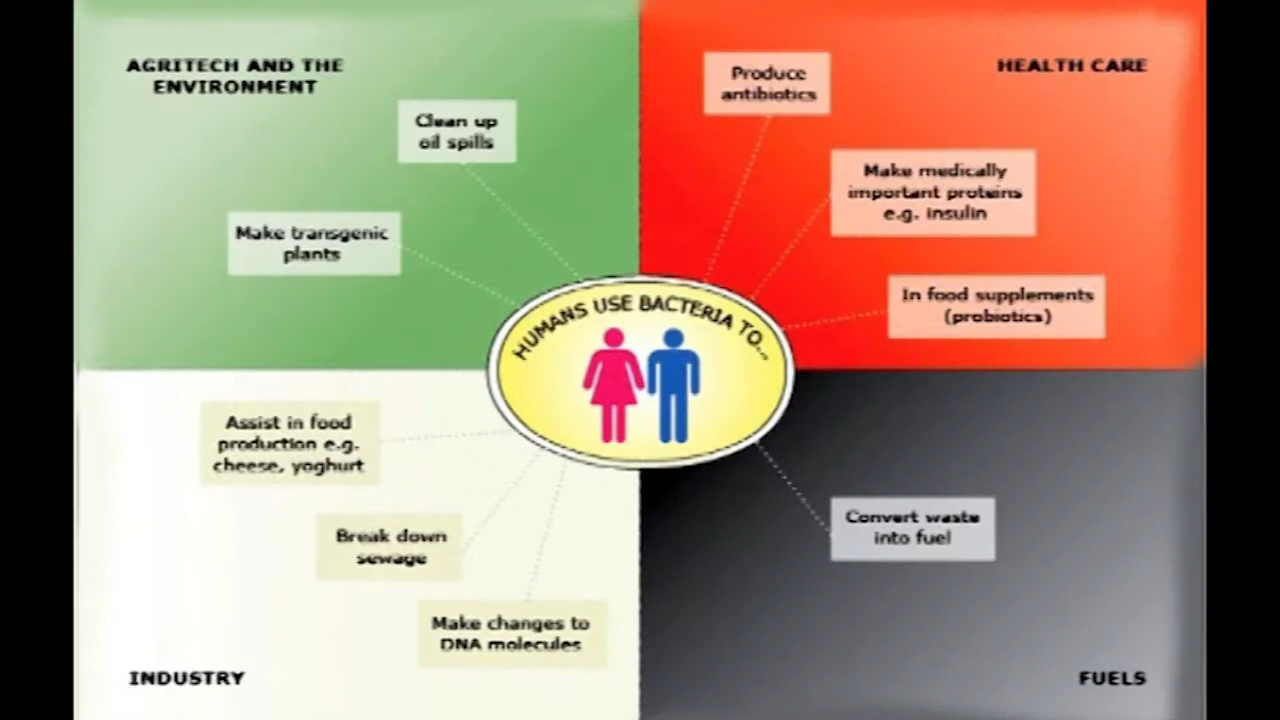 AGRITECH AND THE
ENVIRONMENT
Clean up
oil spills
Make transgenic
plants
HEALTH CARE
Produce
antibiotics
Make medically
important proteins
e.g. insulin
In food supplements
(probiotics)
HUMANS USE BACTERIA TO...
Assist in food
production e.g.
cheese, yoghurt
Break down
sewage
Make changes to
DNA molecules
INDUSTRY
Convert waste
into fuel
FUELS